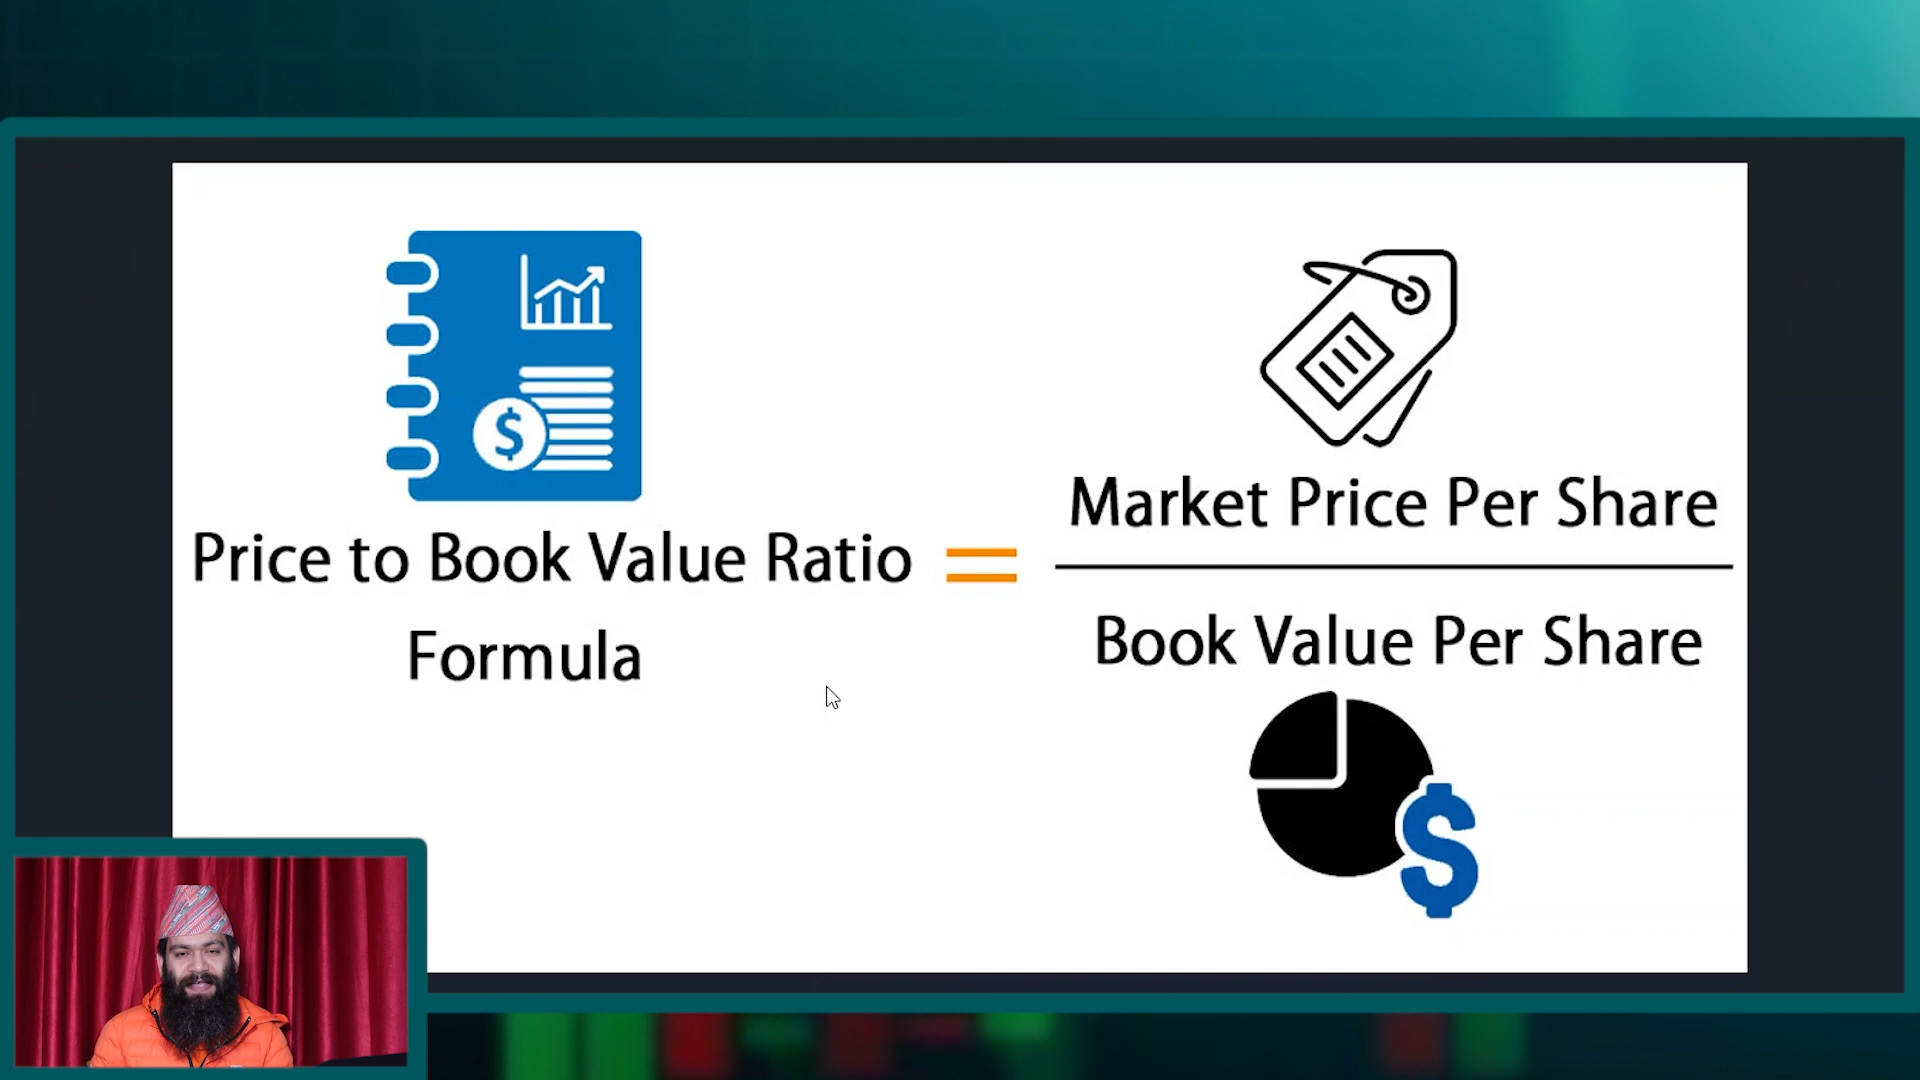 Price to Book Value Ratio
Formula
=
Market Price Per Share
Book Value Per Share
$
$